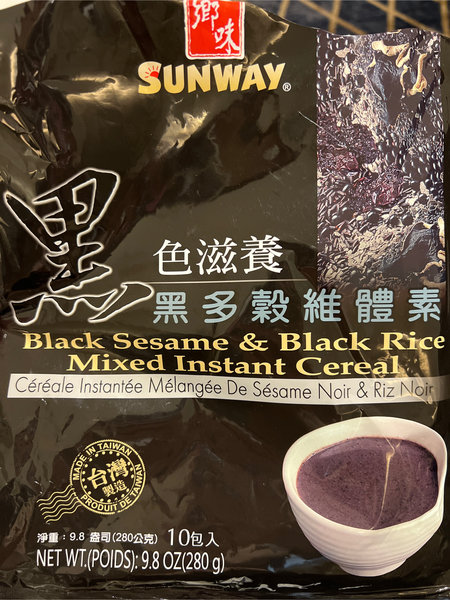 鄉味
SUNWAY®
黑
色滋養
黑多穀維體素
Black Sesame & Black Rice
Mixed Instant Cereal
Céréale Instantée Mélangée De Sésame Noir & Riz Noir
MADE IN TAIWAN
台灣
製造
PRODUIT DE TAIWAN
淨重：9.8 盎司(280公克) 10包入
NET WT.(POIDS): 9.8 OZ(280 g)